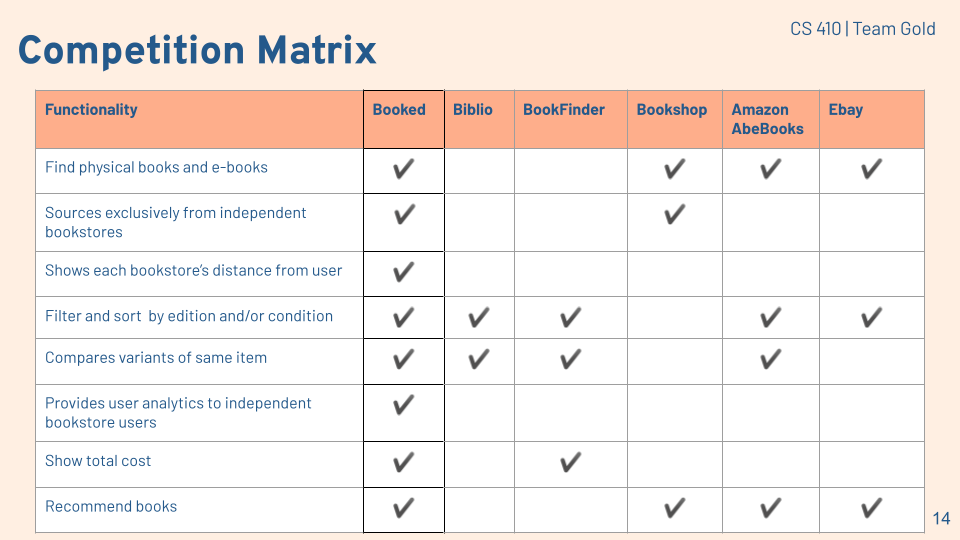 CS 410 | Team Gold
Competition Matrix
Functionality Booked Biblio BookFinder Bookshop Amazon Ebay
AbeBooks
Find physical books and e-books ✔ ✔ ✔ ✔
Sources exclusively from independent ✔ ✔
bookstores
Shows each bookstore's distance from user ✔
Filter and sort by edition and/or condition ✔ ✔ ✔ ✔ ✔
Compares variants of same item ✔ ✔ ✔ ✔
Provides user analytics to independent ✔
bookstore users
Show total cost ✔ ✔
Recommend books ✔ ✔ ✔ ✔
14